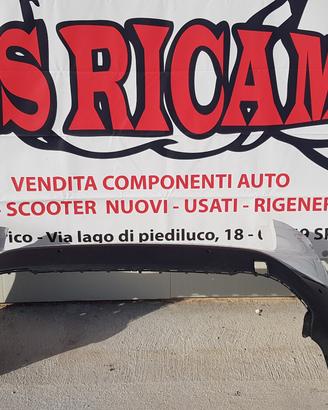 S RICAM
VENDITA COMPONENTI AUTO
- SCOOTER NUOVI - USATI - RIGENER
rico - Via lago di piediluco, 18 -